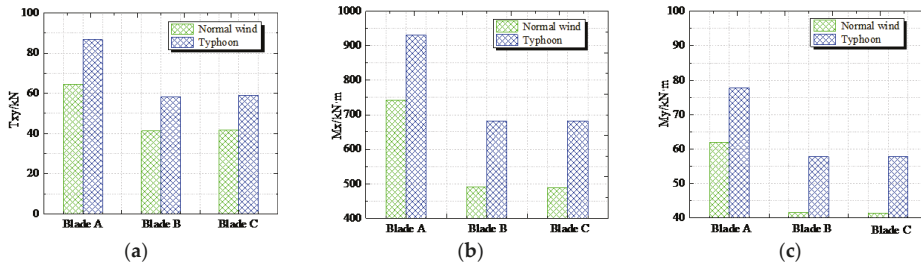 100
80
60
40
20
0
Txy/kN
Normal wind
Typhoon
Blade A Blade B Blade C
(a)
1000
900
800
700
600
500
400
Mx/kN·m
Normal wind
Typhoon
Blade A Blade B Blade C
(b)
100
90
80
70
60
50
40
My/kN·m
Normal wind
Typhoon
Blade A Blade B Blade C
(c)